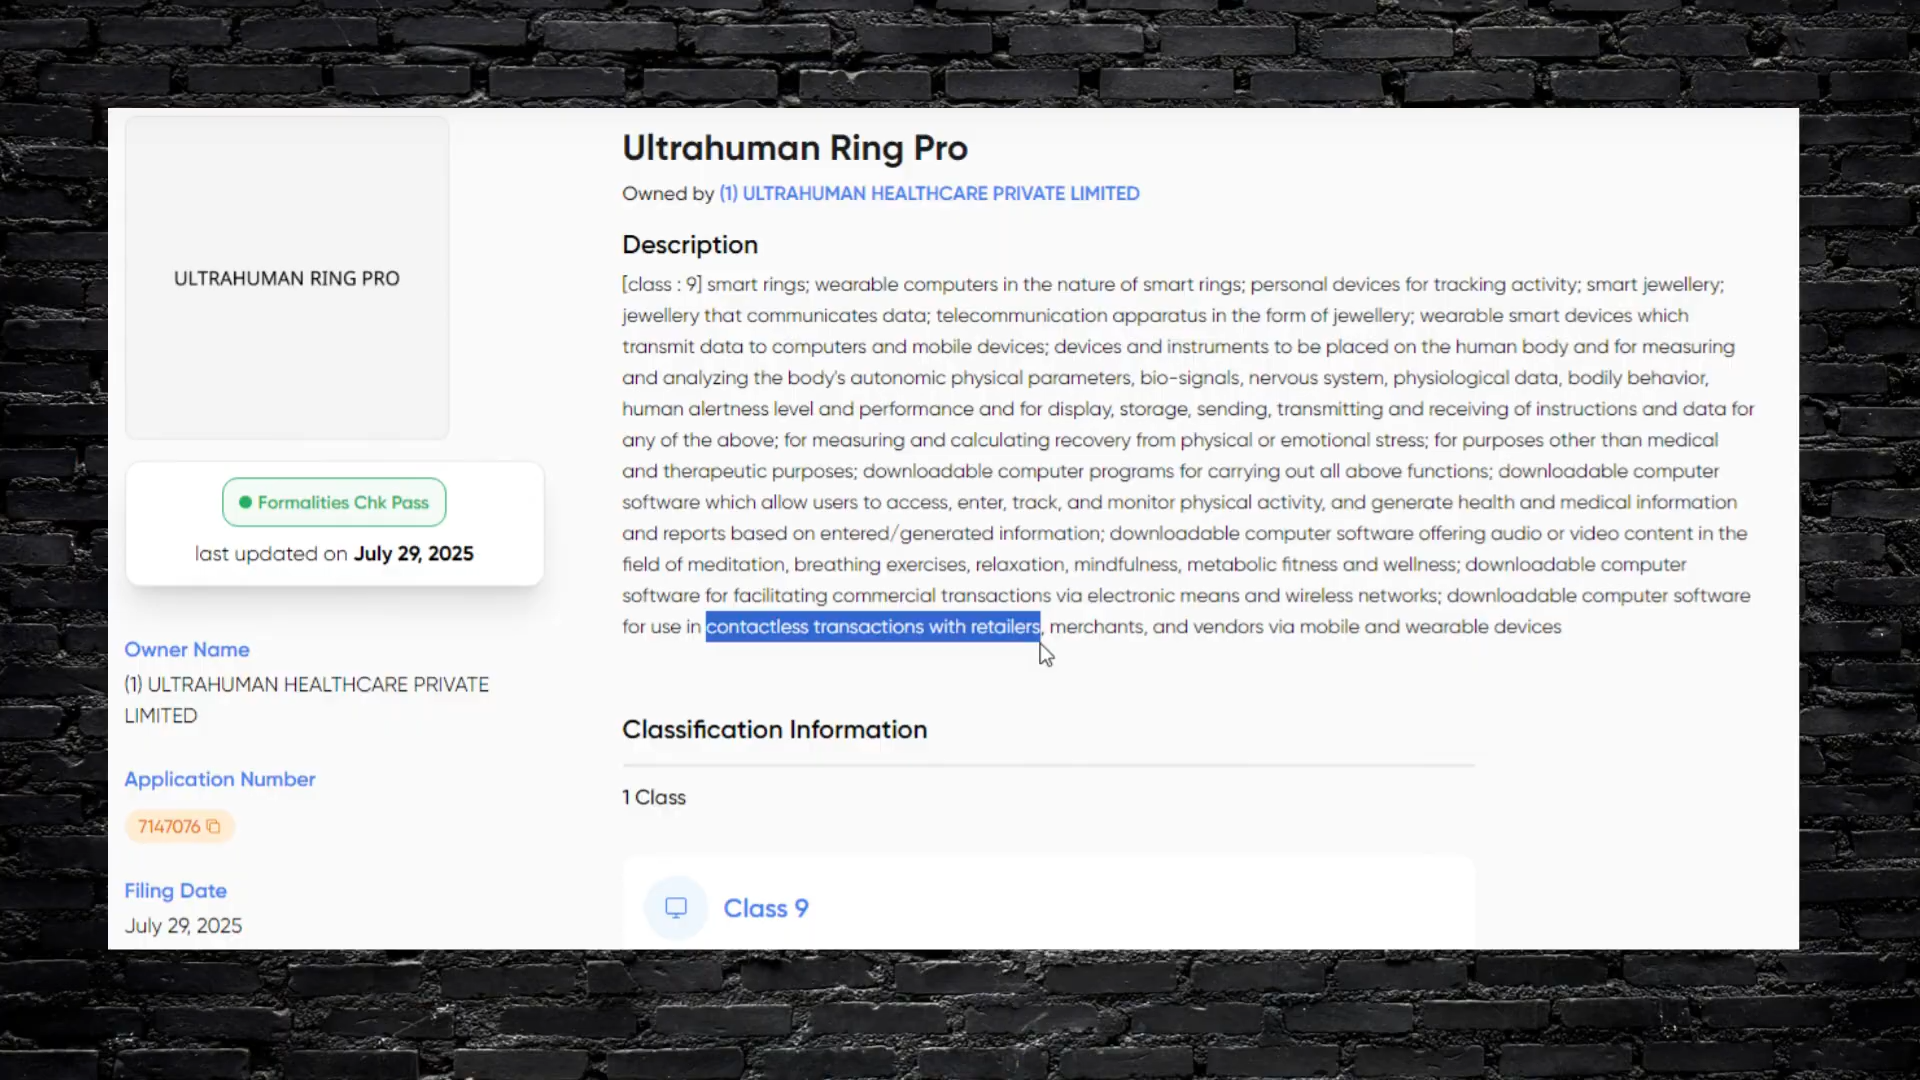 ULTRAHUMAN RING PRO
Formalities Chk Pass
last updated on July 29, 2025
Owner Name
(1) ULTRAHUMAN HEALTHCARE PRIVATE
LIMITED
Application Number
7147076
Filing Date
July 29, 2025
Ultrahuman Ring Pro
Owned by (1) ULTRAHUMAN HEALTHCARE PRIVATE LIMITED
Description
[class : 9] smart rings; wearable computers in the nature of smart rings; personal devices for tracking activity; smart jewellery;
jewellery that communicates data; telecommunication apparatus in the form of jewellery; wearable smart devices which
transmit data to computers and mobile devices; devices and instruments to be placed on the human body and for measuring
and analyzing the body's autonomic physical parameters, bio-signals, nervous system, physiological data, bodily behavior,
human alertness level and performance and for display, storage, sending, transmitting and receiving of instructions and data for
any of the above; for measuring and calculating recovery from physical or emotional stress; for purposes other than medical
and therapeutic purposes; downloadable computer programs for carrying out all above functions; downloadable computer
software which allow users to access, enter, track, and monitor physical activity, and generate health and medical information
and reports based on entered/generated information; downloadable computer software offering audio or video content in the
field of meditation, breathing exercises, relaxation, mindfulness, metabolic fitness and wellness; downloadable computer
software for facilitating commercial transactions via electronic means and wireless networks; downloadable computer software
for use in contactless transactions with retailers, merchants, and vendors via mobile and wearable devices
Classification Information
1 Class
Class 9